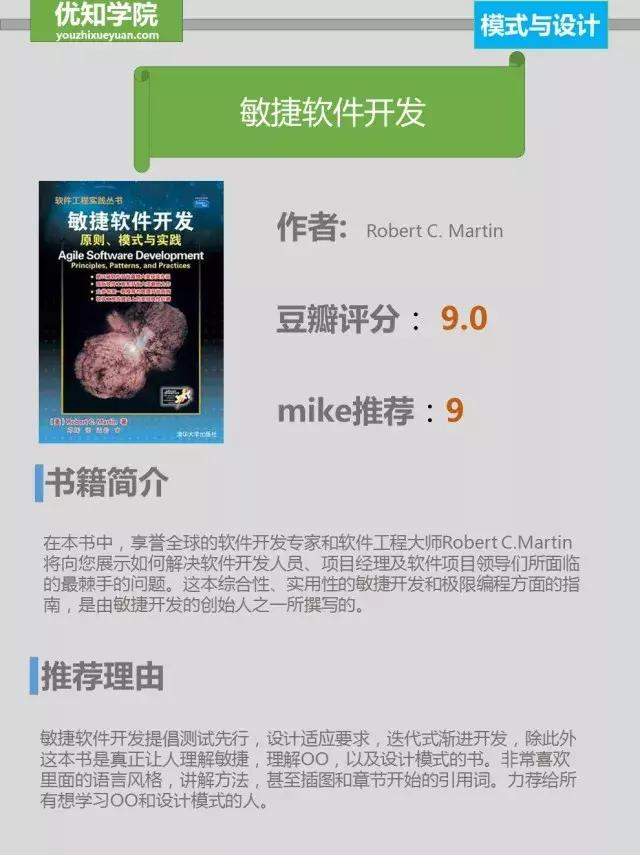 优知学院
youzhixueyuan.com
模式与设计
敏捷软件开发
软件工程实践丛书
敏捷软件开发
原则、模式与实践
Agile Software Development
Principles, Patterns, and Practices
[美] Robert C. Martin 著
清华大学出版社
作者: Robert C. Martin
豆瓣评分：9.0
mike推荐：9
书籍简介
在本书中，享誉全球的软件开发专家和软件工程大师Robert C.Martin
将向您展示如何解决软件开发人员、项目经理及软件项目领导们所面临
的最棘手的问题。这本综合性、实用性的敏捷开发和极限编程方面的指
南，是由敏捷开发的创始人之一所撰写的。
推荐理由
敏捷软件开发提倡测试先行，设计适应要求，迭代式渐进开发，除此外
这本书是真正让人理解敏捷，理解OO，以及设计模式的书。非常喜欢
里面的语言风格，讲解方法，甚至插图和章节开始的引用词。力荐给所
有想学习OO和设计模式的人。